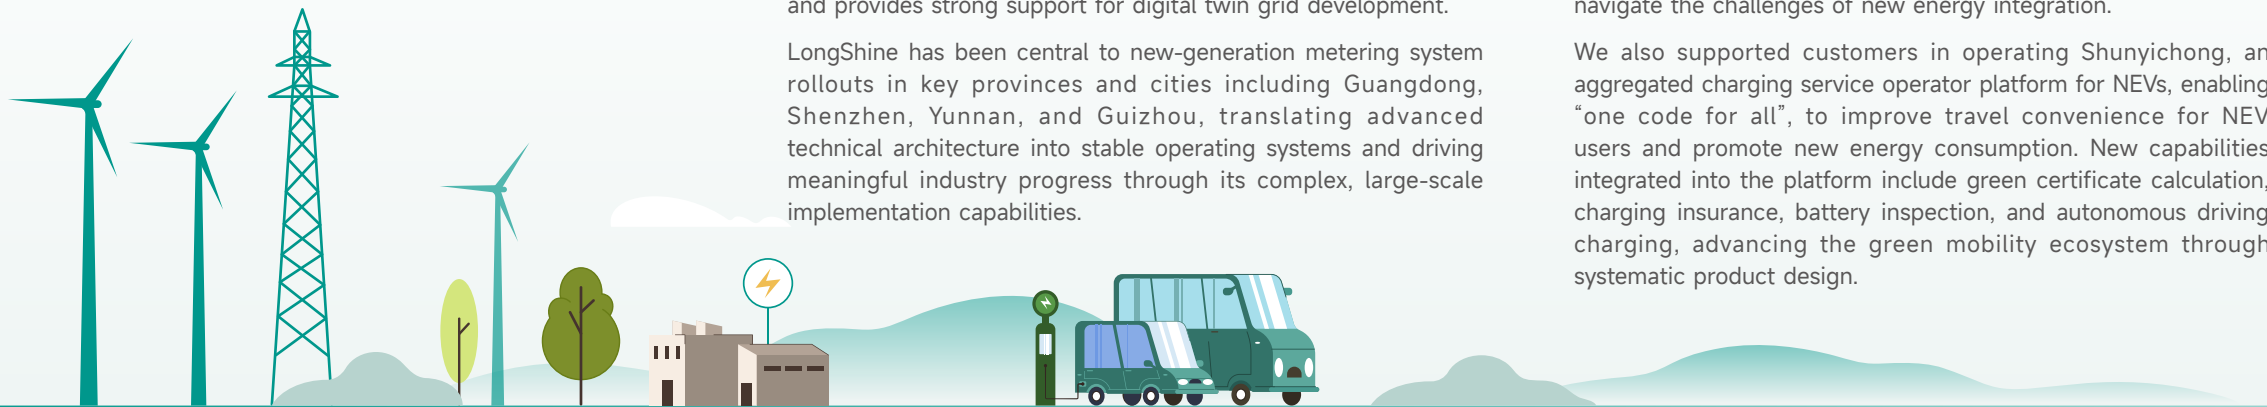 and provides strong support for digital twin grid development.
LongShine has been central to new-generation metering system
rollouts in key provinces and cities including Guangdong,
Shenzhen, Yunnan, and Guizhou, translating advanced
technical architecture into stable operating systems and driving
meaningful industry progress through its complex, large-scale
implementation capabilities.
navigate the challenges of new energy integration.
We also supported customers in operating Shunyichong, an
aggregated charging service operator platform for NEVs, enabling
“one code for all”, to improve travel convenience for NEV
users and promote new energy consumption. New capabilities
integrated into the platform include green certificate calculation,
charging insurance, battery inspection, and autonomous driving
charging, advancing the green mobility ecosystem through
systematic product design.